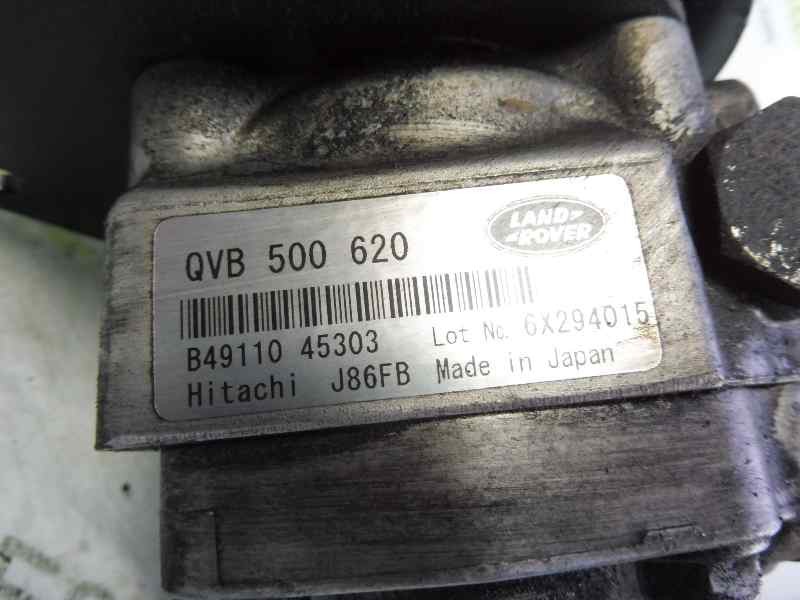 QVB 500 620
LAND-
-ROVER
B49110 45303 Lot No. 6X294015
Hitachi J86FB Made in Japan